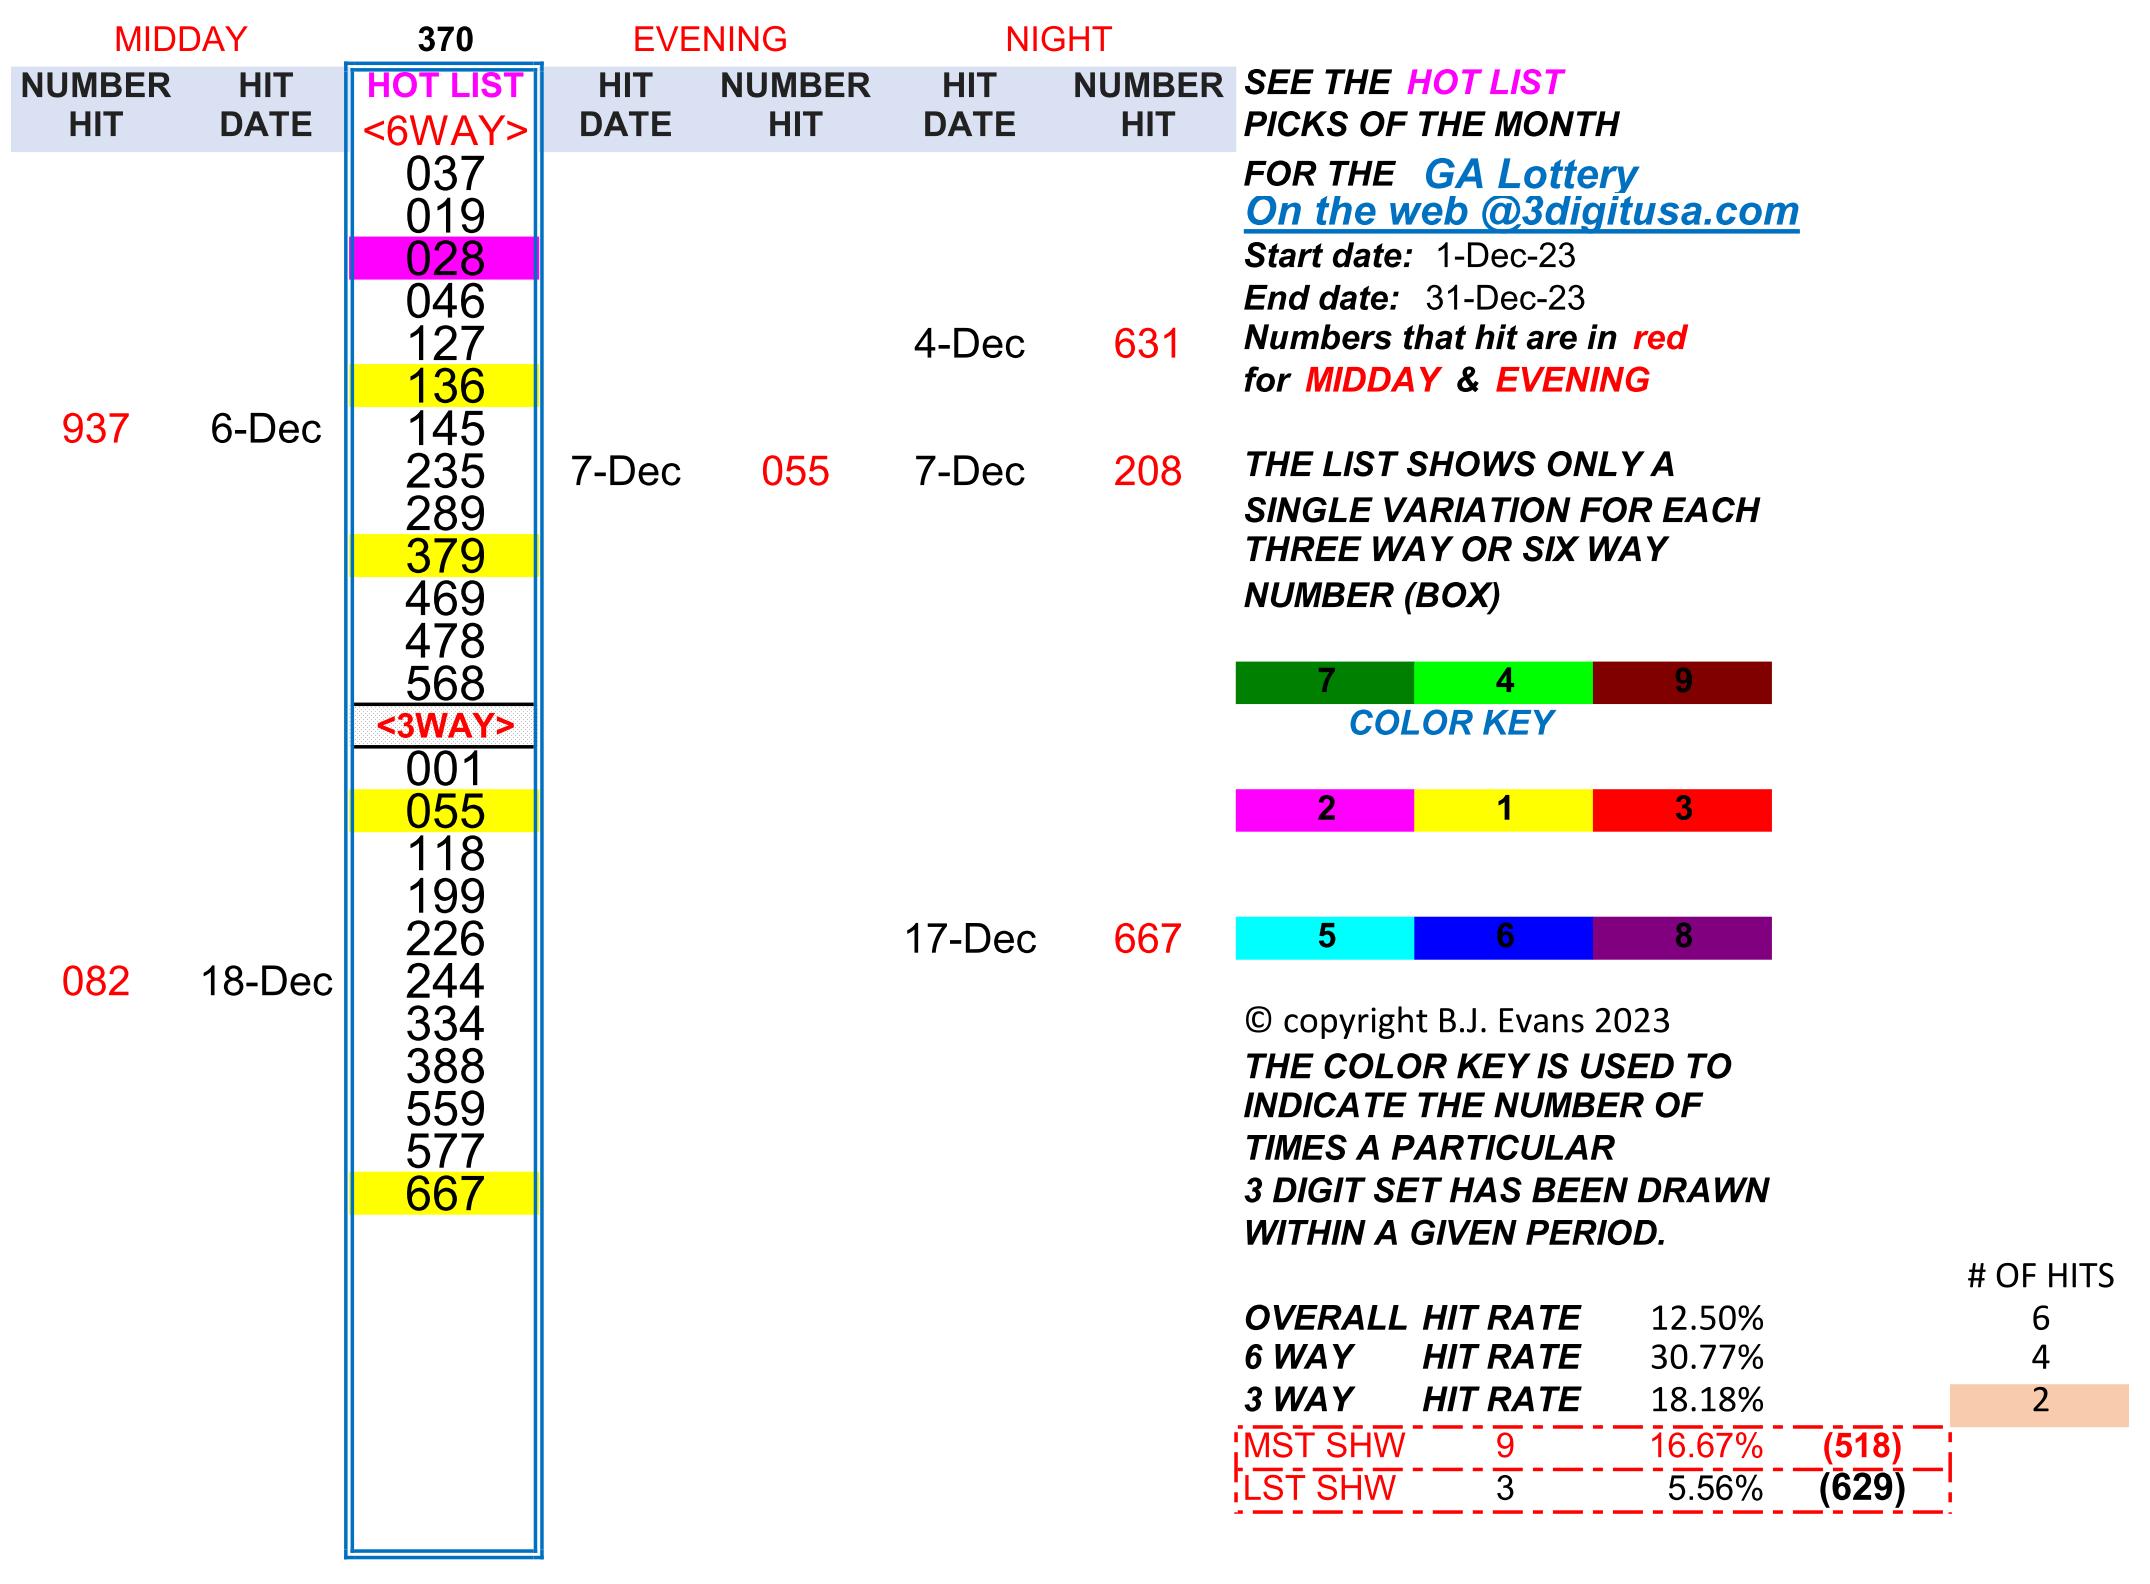 MIDDAY 370 EVENING NIGHT
NUMBER HIT HOT LIST HIT NUMBER HIT NUMBER SEE THE HOT LIST
HIT DATE <6WAY> DATE HIT DATE HIT PICKS OF THE MONTH
037 FOR THE GA Lottery
019 On the web @3digitusa.com
028 Start date: 1-Dec-23
046 End date: 31-Dec-23
127 4-Dec 631 Numbers that hit are in red
136 for MIDDAY & EVENING
937 6-Dec 145
235 7-Dec 055 7-Dec 208 THE LIST SHOWS ONLY A
289 SINGLE VARIATION FOR EACH
379 THREE WAY OR SIX WAY
469 NUMBER (BOX)
478
568 7 4 9
<3WAY> COLOR KEY
001
055 2 1 3
118
199
226 17-Dec 667 5 6 8
082 18-Dec 244
334 © copyright B.J. Evans 2023
388 THE COLOR KEY IS USED TO
559 INDICATE THE NUMBER OF
577 TIMES A PARTICULAR
667 3 DIGIT SET HAS BEEN DRAWN
WITHIN A GIVEN PERIOD.
# OF HITS
OVERALL HIT RATE 12.50% 6
6 WAY HIT RATE 30.77% 4
3 WAY HIT RATE 18.18% 2
MST SHW 9 16.67% (518)
LST SHW 3 5.56% (629)